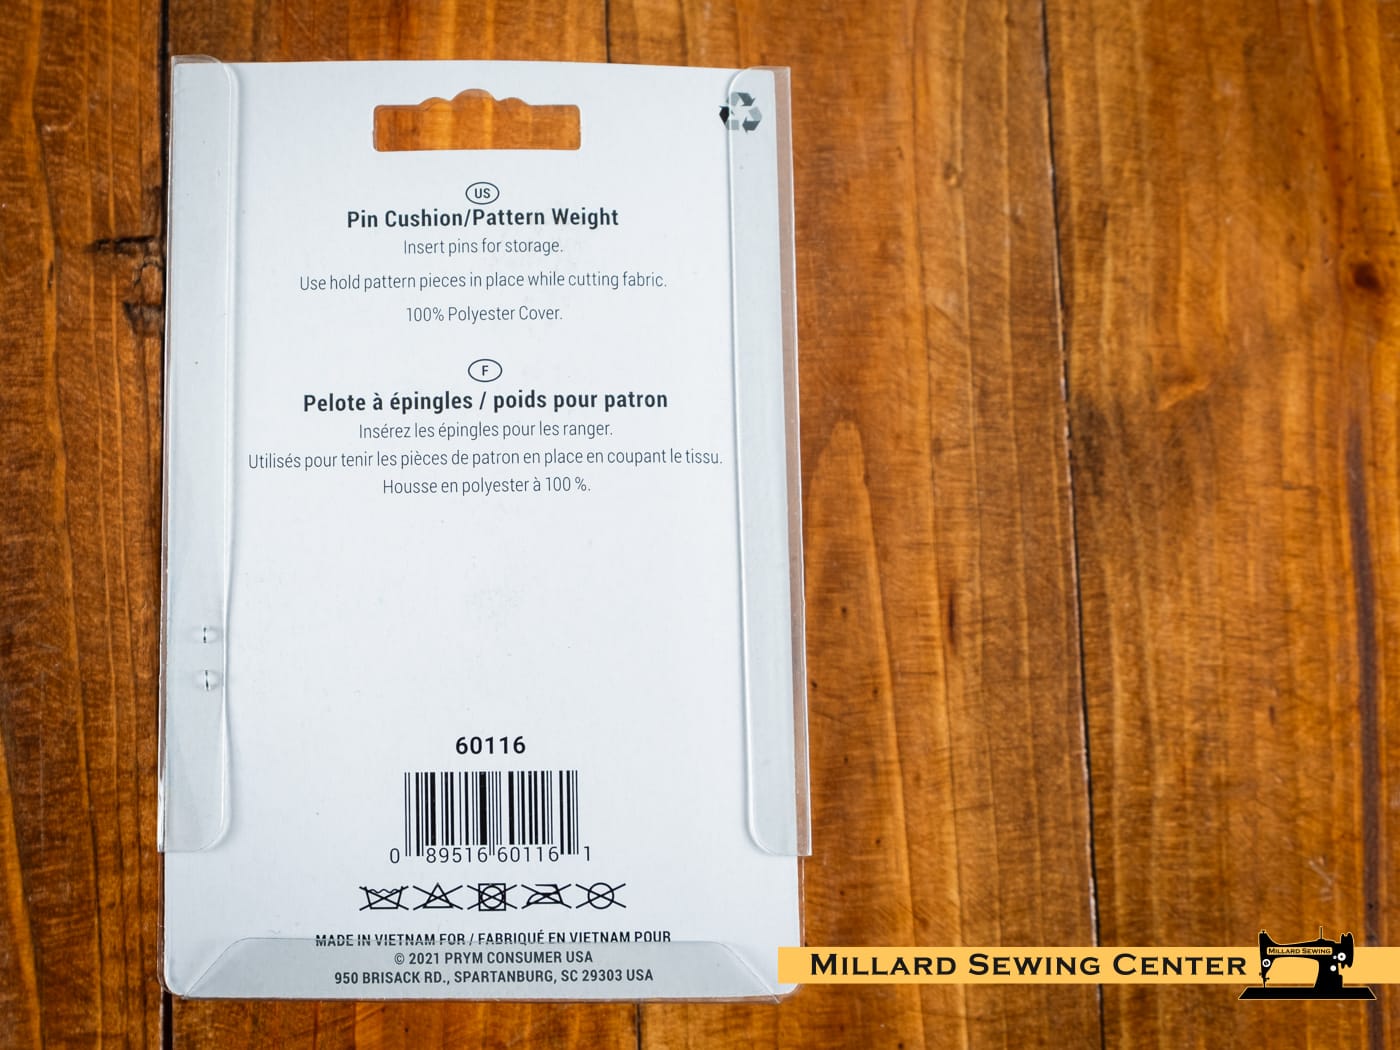 US
Pin Cushion/Pattern Weight
Insert pins for storage.
Use hold pattern pieces in place while cutting fabric.
100% Polyester Cover.
F
Pelote à épingles / poids pour patron
Insérez les épingles pour les ranger.
Utilisés pour tenir les pièces de patron en place en coupant le tissu.
Housse en polyester à 100 %.
60116
0 89516 60116 1
MADE IN VIETNAM FOR / FABRIQUÉ EN VIETNAM POUR
© 2021 PRYM CONSUMER USA
950 BRISACK RD., SPARTANBURG, SC 29303 USA
MILLARD SEWING CENTER
MILLARD SEWING